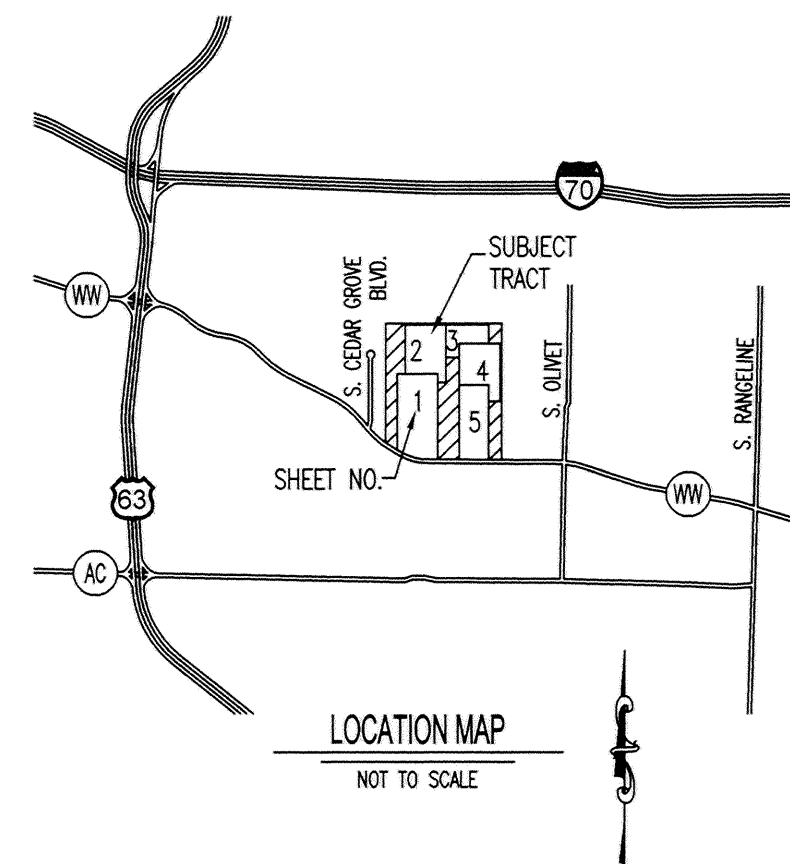 70
SUBJECT
TRACT
S. CEDAR GROVE
BLVD.
WW
2
3
4
1
5
S. OLIVET
S. RANGELINE
SHEET NO.
63
WW
AC
LOCATION MAP
NOT TO SCALE